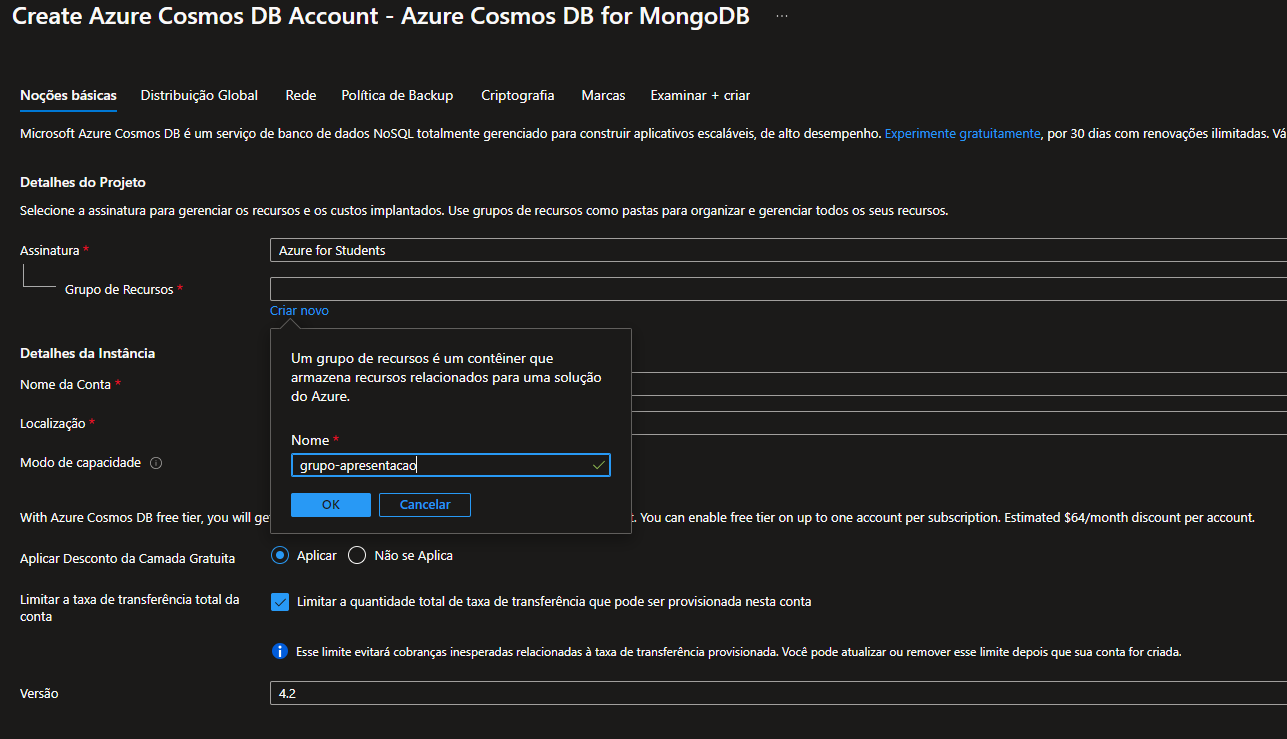 Create Azure Cosmos DB Account - Azure Cosmos DB for MongoDB ...
Noções básicas Distribuição Global Rede Política de Backup Criptografia Marcas Examinar + criar
Microsoft Azure Cosmos DB é um serviço de banco de dados NoSQL totalmente gerenciado para construir aplicativos escaláveis, de alto desempenho. Experimente gratuitamente, por 30 dias com renovações ilimitadas. Vá
Detalhes do Projeto
Selecione a assinatura para gerenciar os recursos e os custos implantados. Use grupos de recursos como pastas para organizar e gerenciar todos os seus recursos.
Assinatura *
Azure for Students
Grupo de Recursos *
Criar novo
Um grupo de recursos é um contêiner que
armazena recursos relacionados para uma solução
do Azure.
Nome *
grupo-apresentacao
OK Cancelar
Detalhes da Instância
Nome da Conta *
Localização *
Modo de capacidade
With Azure Cosmos DB free tier, you will ge t. You can enable free tier on up to one account per subscription. Estimated $64/month discount per account.
Aplicar Desconto da Camada Gratuita
Aplicar Não se Aplica
Limitar a taxa de transferência total da
conta
Limitar a quantidade total de taxa de transferência que pode ser provisionada nesta conta
Esse limite evitará cobranças inesperadas relacionadas à taxa de transferência provisionada. Você pode atualizar ou remover esse limite depois que sua conta for criada.
Versão
4.2